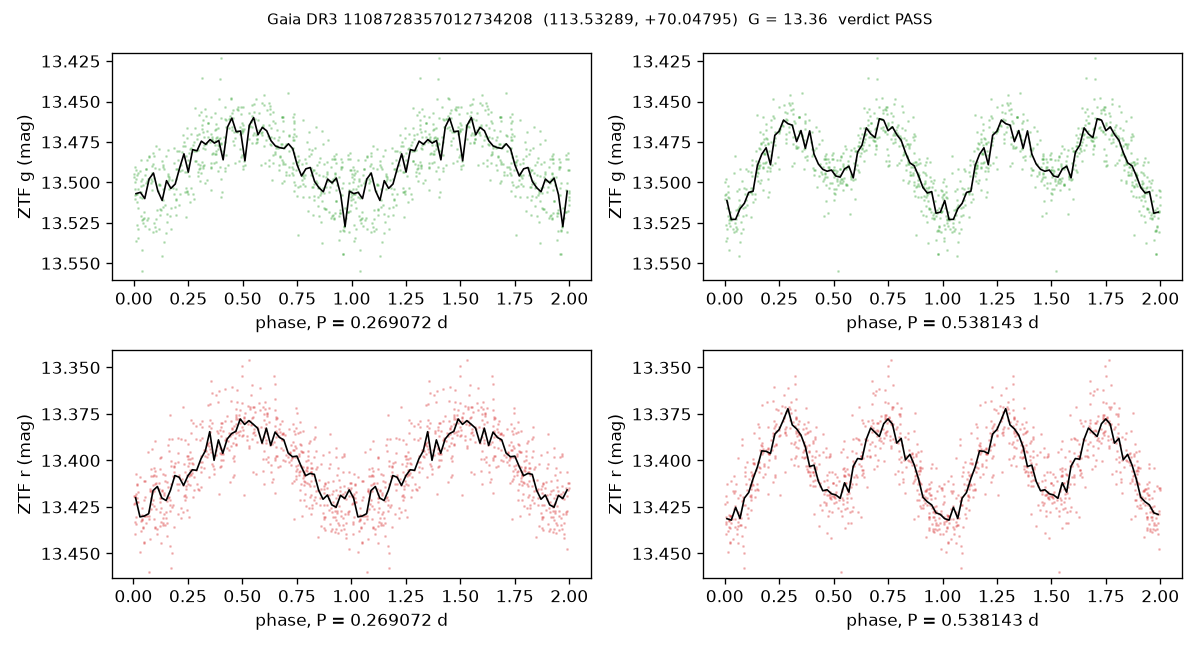 Gaia DR3 1108728357012734208 (113.53289, +70.04795) G = 13.36 verdict PASS
ZTF g (mag)
13.425
13.450
13.475
13.500
13.525
13.550
0.00 0.25 0.50 0.75 1.00 1.25 1.50 1.75 2.00
phase, P = 0.269072 d
ZTF g (mag)
13.425
13.450
13.475
13.500
13.525
13.550
0.00 0.25 0.50 0.75 1.00 1.25 1.50 1.75 2.00
phase, P = 0.538143 d
ZTF r (mag)
13.350
13.375
13.400
13.425
13.450
0.00 0.25 0.50 0.75 1.00 1.25 1.50 1.75 2.00
phase, P = 0.269072 d
ZTF r (mag)
13.350
13.375
13.400
13.425
13.450
0.00 0.25 0.50 0.75 1.00 1.25 1.50 1.75 2.00
phase, P = 0.538143 d